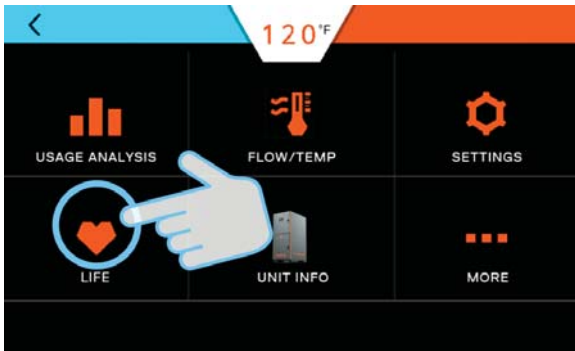 120°F
USAGE ANALYSIS
FLOW/TEMP
SETTINGS
LIFE
UNIT INFO
MORE